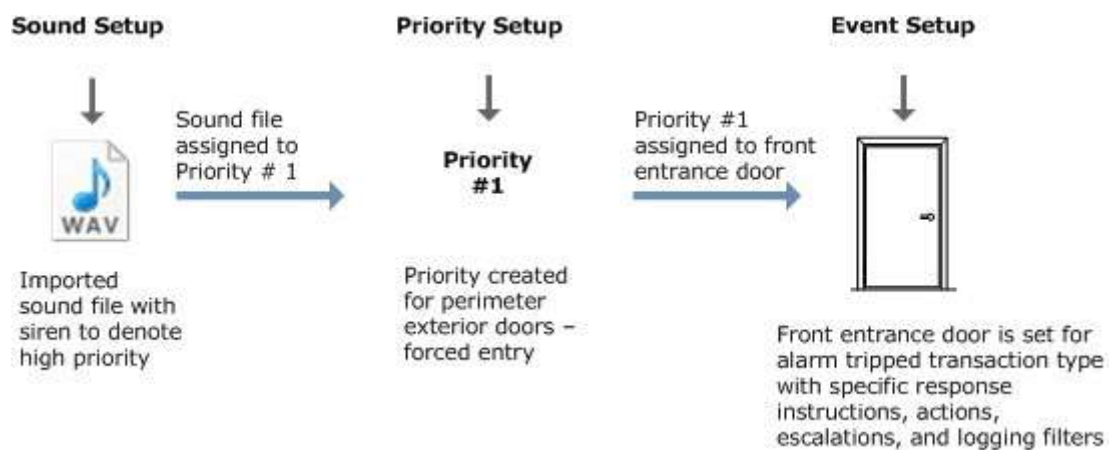 Sound Setup
Priority Setup
Event Setup
Sound file
assigned to
Priority # 1
Priority
#1
Priority #1
assigned to front
entrance door
WAV
Imported
sound file with
siren to denote
high priority
Priority created
for perimeter
exterior doors –
forced entry
Front entrance door is set for
alarm tripped transaction type
with specific response
instructions, actions,
escalations, and logging filters